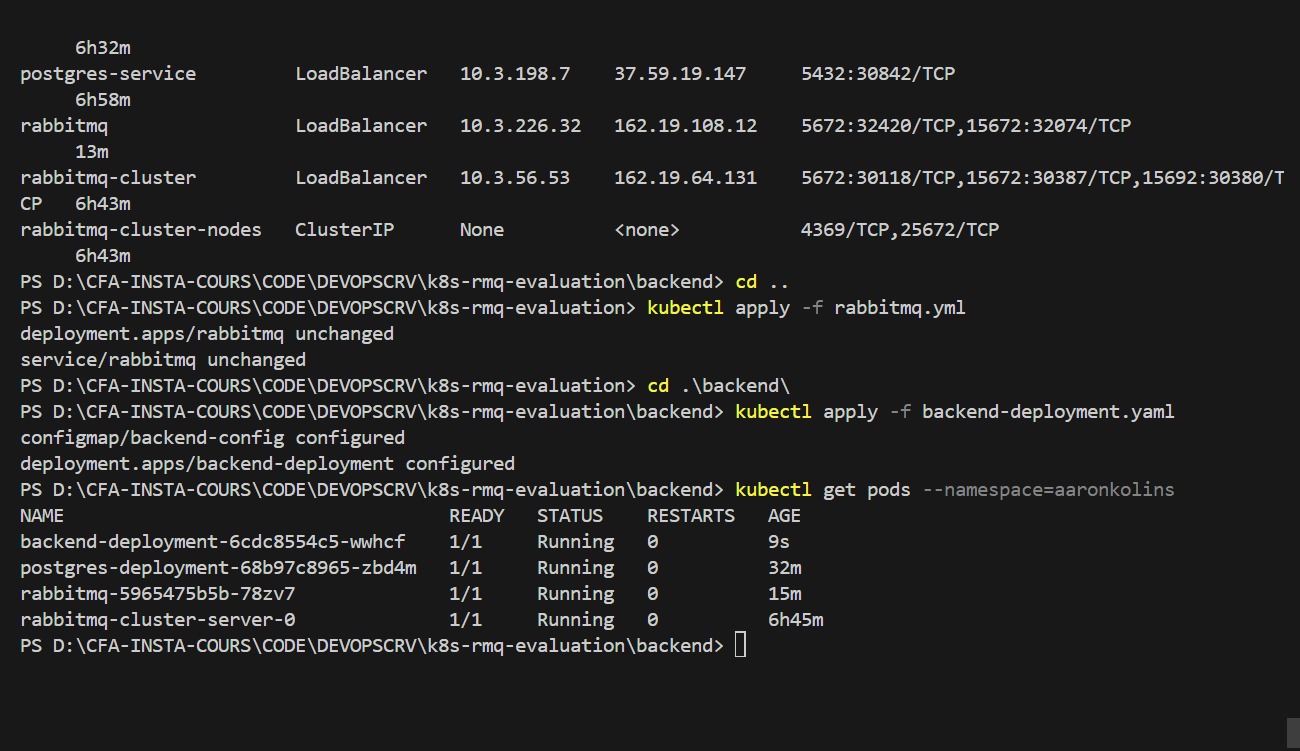 6h32m
postgres-service         LoadBalancer   10.3.198.7    37.59.19.147     5432:30842/TCP
     6h58m
rabbitmq                 LoadBalancer   10.3.226.32   162.19.108.12    5672:32420/TCP,15672:32074/TCP
     13m
rabbitmq-cluster         LoadBalancer   10.3.56.53    162.19.64.131    5672:30118/TCP,15672:30387/TCP,15692:30380/T
CP   6h43m
rabbitmq-cluster-nodes   ClusterIP      None          <none>           4369/TCP,25672/TCP
     6h43m
PS D:\CFA-INSTA-COURS\CODE\DEVOPSCRV\k8s-rmq-evaluation\backend> cd ..
PS D:\CFA-INSTA-COURS\CODE\DEVOPSCRV\k8s-rmq-evaluation> kubectl apply -f rabbitmq.yml
deployment.apps/rabbitmq unchanged
service/rabbitmq unchanged
PS D:\CFA-INSTA-COURS\CODE\DEVOPSCRV\k8s-rmq-evaluation> cd .\backend\
PS D:\CFA-INSTA-COURS\CODE\DEVOPSCRV\k8s-rmq-evaluation\backend> kubectl apply -f backend-deployment.yaml
configmap/backend-config configured
deployment.apps/backend-deployment configured
PS D:\CFA-INSTA-COURS\CODE\DEVOPSCRV\k8s-rmq-evaluation\backend> kubectl get pods --namespace=aaronkolins
NAME                                   READY   STATUS    RESTARTS   AGE
backend-deployment-6cdc8554c5-wwhcf    1/1     Running   0          9s
postgres-deployment-68b97c8965-zbd4m   1/1     Running   0          32m
rabbitmq-5965475b5b-78zv7              1/1     Running   0          15m
rabbitmq-cluster-server-0              1/1     Running   0          6h45m
PS D:\CFA-INSTA-COURS\CODE\DEVOPSCRV\k8s-rmq-evaluation\backend>